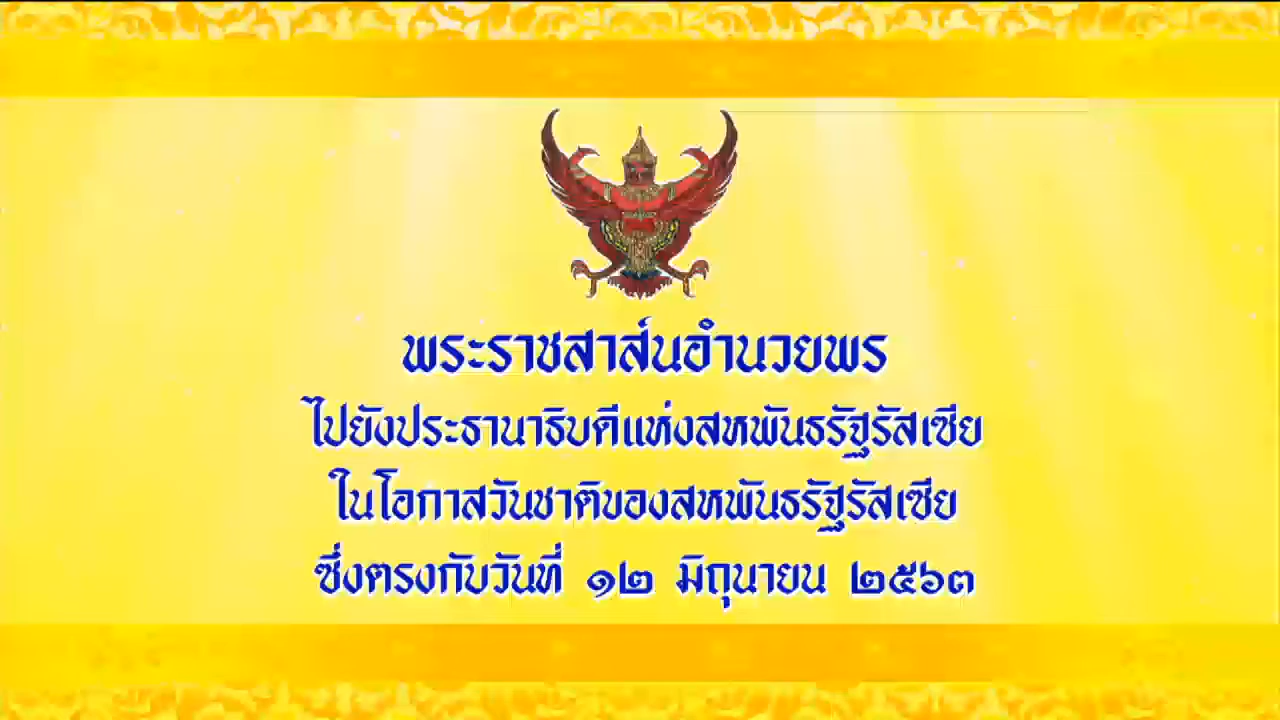 พระราชสาส์นอำนวยพร
ไปยังประธานาธิบดีแห่งสหพันธรัฐรัสเซีย
ในโอกาสวันชาติของสหพันธรัฐรัสเซีย
ซึ่งตรงกับวันที่ ๑๒ มิถุนายน ๒๕๖๓